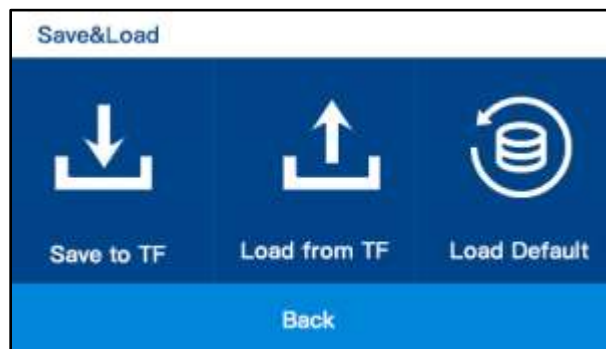 Save&Load
Save to TF
Load from TF
Load Default
Back